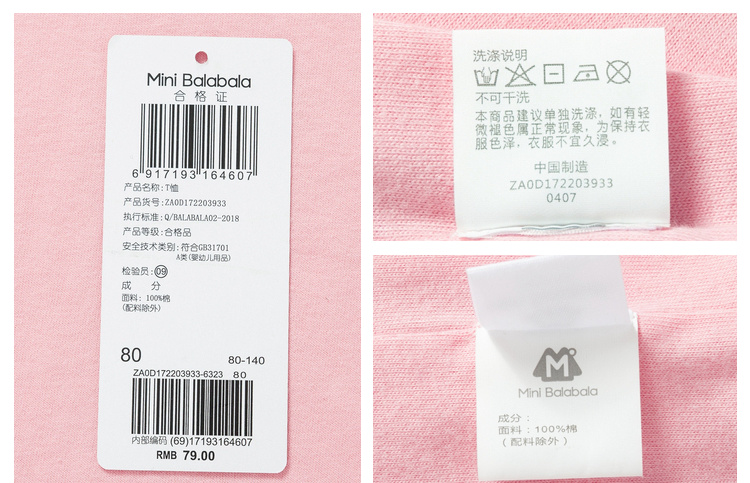 Mini Balabala
合格证
6 917193 164607
产品名称:T恤
产品货号:ZA0D172203933
执行标准:Q/BALABALA02-2018
产品等级:合格品
安全技术类别:符合GB31701
A类(婴幼儿用品)
检验员:09
成 分
面料: 100%棉
(配料除外)
80 80-140
ZA0D172203933-6323 80
内部编码 (69)17193164607
RMB 79.00
洗涤说明
不可干洗
本商品建议单独洗涤，如有轻
微褪色属正常现象，为保持衣
服色泽，衣服不宜久浸。
中国制造
ZA0D172203933
0407
M
Mini Balabala
成分：
面料：100%棉
(配料除外)